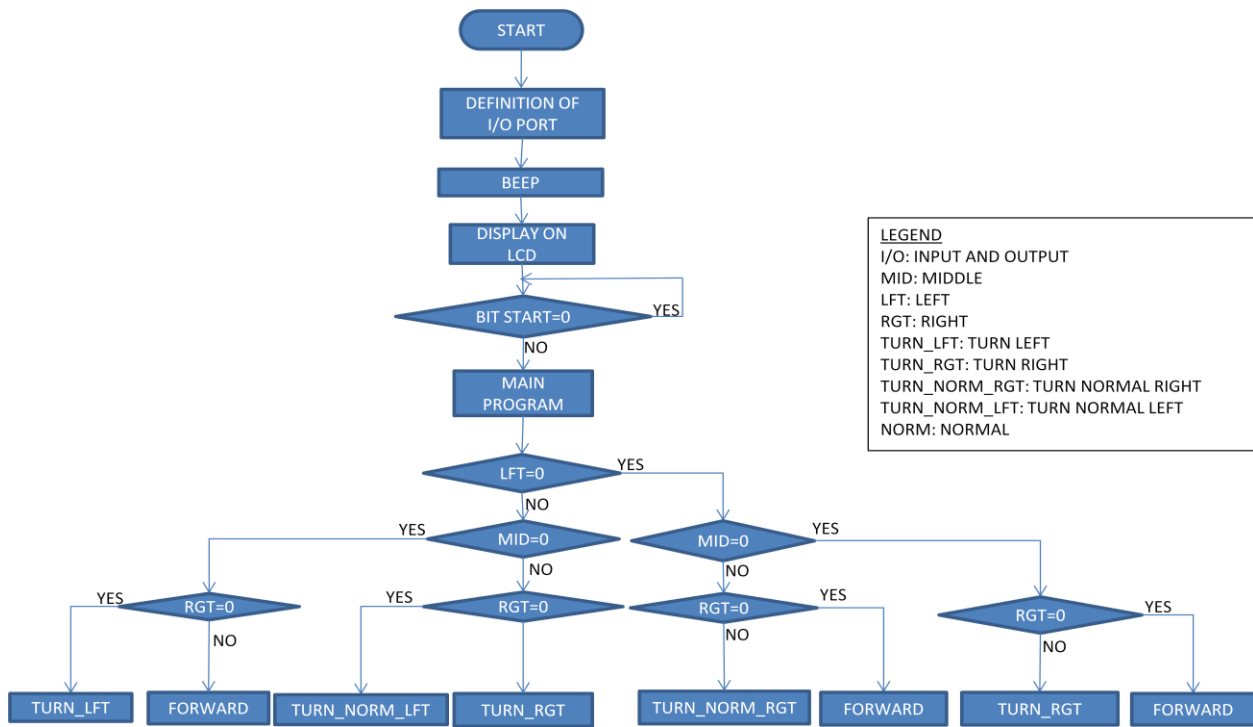 START
DEFINITION OF
I/O PORT
BEEP
DISPLAY ON
LCD
BIT START=0
YES
NO
MAIN
PROGRAM
LEGEND
I/O: INPUT AND OUTPUT
MID: MIDDLE
LFT: LEFT
RGT: RIGHT
TURN_LFT: TURN LEFT
TURN_RGT: TURN RIGHT
TURN_NORM_RGT: TURN NORMAL RIGHT
TURN_NORM_LFT: TURN NORMAL LEFT
NORM: NORMAL
LFT=0
YES
NO
YES
MID=0
NO
MID=0
YES
NO
YES
RGT=0
NO
YES
RGT=0
RGT=0
YES
NO
RGT=0
YES
NO
TURN_LFT
FORWARD
TURN_NORM_LFT
TURN_RGT
TURN_NORM_RGT
FORWARD
TURN_RGT
FORWARD